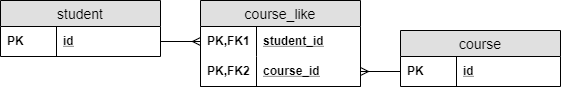 student
PK id
course_like
PK,FK1 student_id
PK,FK2 course_id
course
PK id